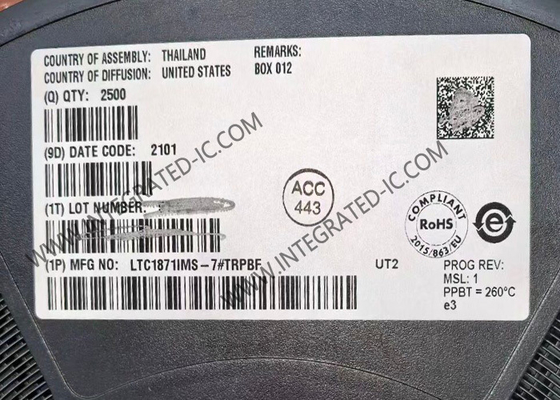 COUNTRY OF ASSEMBLY: THAILAND
COUNTRY OF DIFFUSION: UNITED STATES
REMARKS:
BOX 012
(Q) QTY: 2500
(9D) DATE CODE: 2101
(1T) LOT NUMBER:
ACC
443
COMPLIANT
RoHS
2015/863/EU
e
(1P) MFG NO: LTC1871IMS-7#TRPBF
UT2
PROG REV:
MSL: 1
PPBT = 260°C
e3
WWW.INTEGRATED-IC.COM
WWW.INTEGRATED-IC.COM
WWW.INTEGRATED-IC.COM